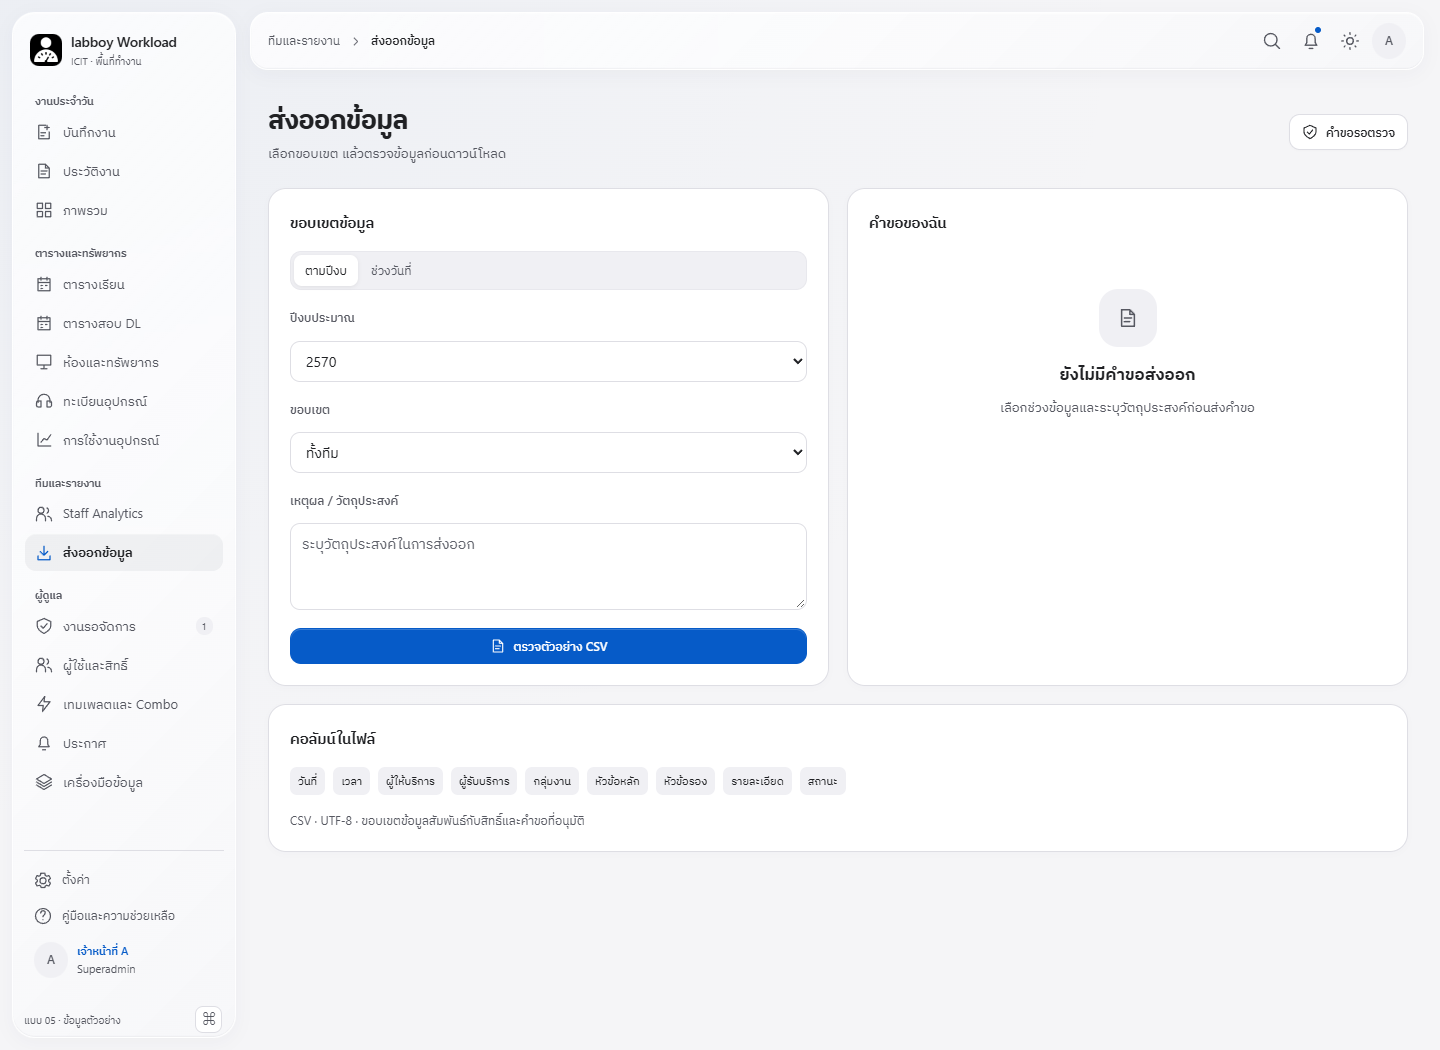 labboy Workload
ICIT · พื้นที่ทำงาน
งานประจำวัน
บันทึกงาน
ประวัติงาน
ภาพรวม
ตารางและทรัพยากร
ตารางเรียน
ตารางสอบ DL
ห้องและทรัพยากร
ทะเบียนอุปกรณ์
การใช้งานอุปกรณ์
ทีมและรายงาน
Staff Analytics
ส่งออกข้อมูล
ผู้ดูแล
งานรอจัดการ 1
ผู้ใช้และสิทธิ์
เทมเพลตและ Combo
ประกาศ
เครื่องมือข้อมูล
ตั้งค่า
คู่มือและความช่วยเหลือ
A
เจ้าหน้าที่ A
Superadmin
แบบ 05 · ข้อมูลตัวอย่าง
ทีมและรายงาน > ส่งออกข้อมูล
A
ส่งออกข้อมูล
เลือกขอบเขต แล้วตรวจข้อมูลก่อนดาวน์โหลด
คำขอรอตรวจ
ขอบเขตข้อมูล
ตามปีงบ ช่วงวันที่
ปีงบประมาณ
2570
ขอบเขต
ทั้งทีม
เหตุผล / วัตถุประสงค์
ระบุวัตถุประสงค์ในการส่งออก
ตรวจตัวอย่าง CSV
คำขอของฉัน
ยังไม่มีคำขอส่งออก
เลือกช่วงข้อมูลและระบุวัตถุประสงค์ก่อนส่งคำขอ
คอลัมน์ในไฟล์
วันที่ เวลา ผู้ให้บริการ ผู้รับบริการ กลุ่มงาน หัวข้อหลัก หัวข้อรอง รายละเอียด สถานะ
CSV · UTF-8 · ขอบเขตข้อมูลสัมพันธ์กับสิทธิ์และคำขอที่อนุมัติ